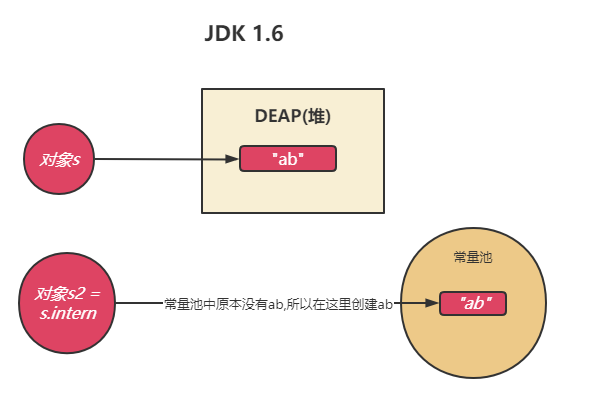 JDK 1.6
DEAP(堆)
"ab"
对象s
常量池
对象s2 =
s.intern
常量池中原本没有ab,所以在这里创建ab
"ab"